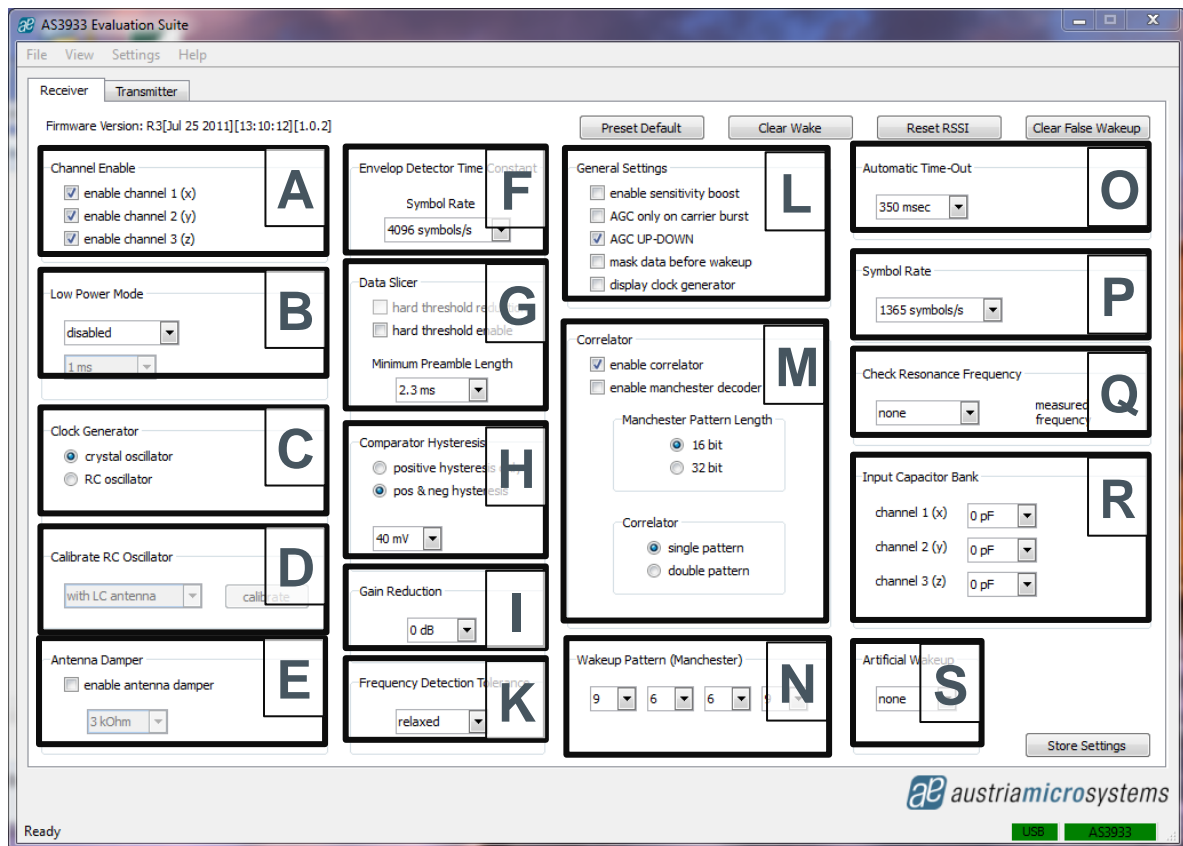 AS3933 Evaluation Suite
File View Settings Help
Receiver Transmitter
Firmware Version: R3[Jul 25 2011][13:10:12][1.0.2]
Preset Default Clear Wake Reset RSSI Clear False Wakeup
Channel Enable
A
enable channel 1 (x)
enable channel 2 (y)
enable channel 3 (z)
Low Power Mode
B
disabled
1 ms
Clock Generator
C
crystal oscillator
RC oscillator
Calibrate RC Oscillator
D
with LC antenna calibrate
Antenna Damper
E
enable antenna damper
3 kOhm
Envelop Detector Time Constant
F
Symbol Rate
4096 symbols/s
Data Slicer
G
hard threshold reduction
hard threshold enable
Minimum Preamble Length
2.3 ms
Comparator Hysteresis
H
positive hysteresis only
pos & neg hysteresis
40 mV
Gain Reduction
I
0 dB
Frequency Detection Tolerance
K
relaxed
General Settings
L
enable sensitivity boost
AGC only on carrier burst
AGC UP-DOWN
mask data before wakeup
display clock generator
Correlator
M
enable correlator
enable manchester decoder
Manchester Pattern Length
16 bit
32 bit
Correlator
single pattern
double pattern
Wakeup Pattern (Manchester)
N
9 6 6 9
Automatic Time-Out
O
350 msec
Symbol Rate
P
1365 symbols/s
Check Resonance Frequency
Q
none
measured
frequency
Input Capacitor Bank
R
channel 1 (x) 0 pF
channel 2 (y) 0 pF
channel 3 (z) 0 pF
Artificial Wakeup
S
none
Store Settings
ae austriamicrosystems
Ready
USB AS3933